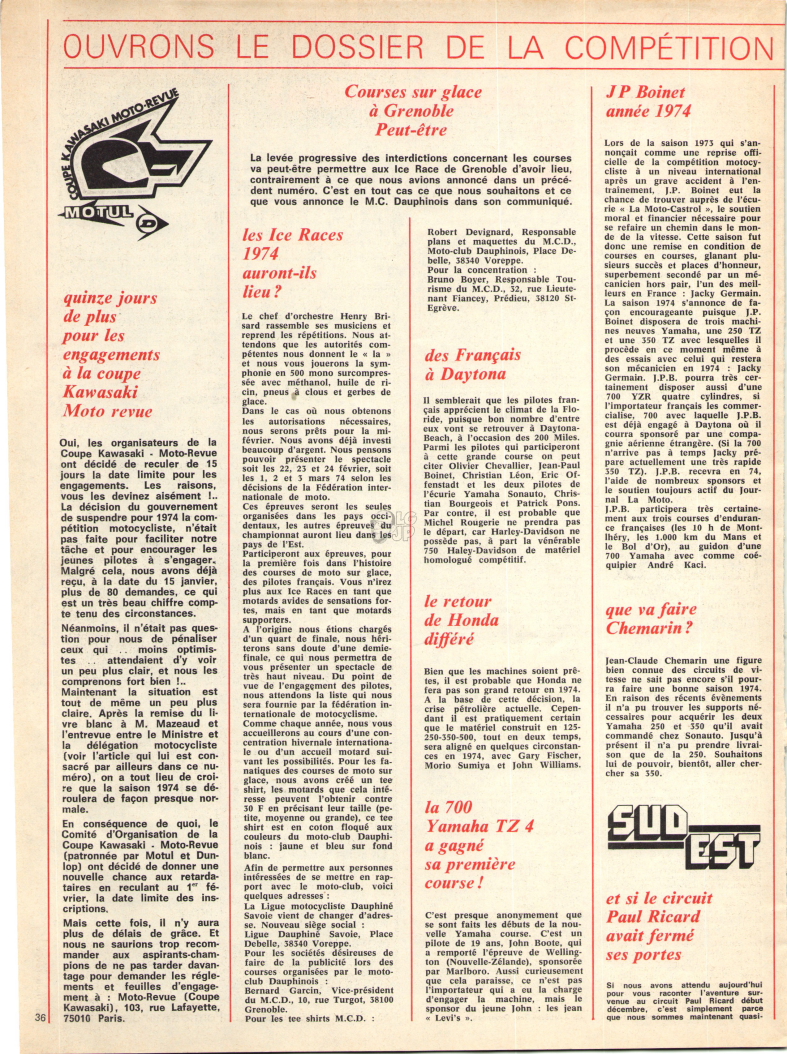 OUVRONS LE DOSSIER DE LA COMPÉTITION
COUPE KAWASAKI MOTO-REVUE
MOTUL D
quinze jours
de plus
pour les
engagements
à la coupe
Kawasaki
Moto revue
Oui, les organisateurs de la
Coupe Kawasaki - Moto-Revue
ont décidé de reculer de 15
jours la date limite pour les
engagements. Les raisons,
vous les devinez aisément !..
La décision du gouvernement
de suspendre pour 1974 la com-
pétition motocycliste, n'était
pas faite pour faciliter notre
tâche et pour encourager les
jeunes pilotes à s'engager.
Malgré cela, nous avons déjà
reçu, à la date du 15 janvier,
plus de 80 demandes, ce qui
est un très beau chiffre comp-
te tenu des circonstances.
Néanmoins, il n'était pas ques-
tion pour nous de pénaliser
ceux qui .. moins optimis-
tes .. attendaient d'y voir
un peu plus clair, et nous les
comprenons fort bien !..
Maintenant la situation est
tout de même un peu plus
claire. Après la remise du li-
vre blanc à M. Mazeaud et
l'entrevue entre le Ministre et
la délégation motocycliste
(voir l'article qui lui est con-
sacré par ailleurs dans ce nu-
méro), on a tout lieu de croi-
re que la saison 1974 se dé-
roulera de façon presque nor-
male.
En conséquence de quoi, le
Comité d'Organisation de la
Coupe Kawasaki - Moto-Revue
(patronnée par Motul et Dun-
lop) ont décidé de donner une
nouvelle chance aux retarda-
taires en reculant au 1er fé-
vrier, la date limite des ins-
criptions.
Mais cette fois, il n'y aura
plus de délais de grâce. Et
nous ne saurions trop recom-
mander aux aspirants-cham-
pions de ne pas tarder davan-
tage pour demander les régle-
ments et feuilles d'engage-
ment à : Moto-Revue (Coupe
Kawasaki), 103, rue Lafayette,
75010 Paris.
36
Courses sur glace
à Grenoble
Peut-être
La levée progressive des interdictions concernant les courses
va peut-être permettre aux Ice Race de Grenoble d'avoir lieu,
contrairement à ce que nous avions annoncé dans un précé-
dent numéro. C'est en tout cas ce que nous souhaitons et ce
que vous annonce le M.C. Dauphinois dans son communiqué.
les Ice Races
1974
auront-ils
lieu ?
Le chef d'orchestre Henry Bri-
sard rassemble ses musiciens et
reprend les répétitions. Nous at-
tendons que les autorités com-
pétentes nous donnent le « la »
et nous vous jouerons la sym-
phonie en 500 mono surcompres-
sée avec méthanol, huile de ri-
cin, pneus à clous et gerbes de
glace.
Dans le cas où nous obtenons
les autorisations nécessaires,
nous serons prêts pour la mi-
février. Nous avons déjà investi
beaucoup d'argent. Nous pensons
pouvoir présenter le spectacle
soit les 22, 23 et 24 février, soit
les 1, 2 et 3 mars 74 selon les
décisions de la Fédération inter-
nationale de moto.
Ces épreuves seront les seules
organisées dans les pays occi-
dentaux, les autres épreuves du
championnat auront lieu dans les
pays de l'Est.
Participeront aux épreuves, pour
la première fois dans l'histoire
des courses de moto sur glace,
des pilotes français. Vous n'irez
plus aux Ice Races en tant que
motards avides de sensations for-
tes, mais en tant que motards
supporters.
A l'origine nous étions chargés
d'un quart de finale, nous héri-
terons sans doute d'une demie-
finale, ce qui nous permettra de
vous présenter un spectacle de
très haut niveau. Du point de
vue de l'engagement des pilotes,
nous attendons la liste qui nous
sera fournie par la fédération in-
ternationale de motocyclisme.
Comme chaque année, nous vous
accueillerons au cours d'une con-
centration hivernale internationa-
le ou d'un accueil motard sui-
vant les possibilités. Pour les fa-
natiques des courses de moto sur
glace, nous avons créé un tee
shirt, les motards que cela inté-
resse peuvent l'obtenir contre
30 F en précisant leur taille (pe-
tite, moyenne ou grande), ce tee
shirt est en coton floqué aux
couleurs du moto-club Dauphi-
nois : jaune et bleu sur fond
blanc.
Afin de permettre aux personnes
intéressées de se mettre en rap-
port avec le moto-club, voici
quelques adresses :
La Ligue motocycliste Dauphiné
Savoie vient de changer d'adres-
se. Nouveau siège social :
Ligue Dauphiné Savoie, Place
Debelle, 38340 Voreppe.
Pour les sociétés désireuses de
faire de la publicité lors des
courses organisées par le moto-
club Dauphinois :
Bernard Garcin, Vice-président
du M.C.D., 10, rue Turgot, 38100
Grenoble.
Pour les tee shirts M.C.D. :
Robert Devignard, Responsable
plans et maquettes du M.C.D.,
Moto-club Dauphinois, Place De-
belle, 38340 Voreppe.
Pour la concentration :
Bruno Boyer, Responsable Tou-
risme du M.C.D., 32, rue Lieute-
nant Fiancey, Prédieu, 38120 St-
Egrève.
des Français
à Daytona
Il semblerait que les pilotes fran-
çais apprécient le climat de la Flo-
ride, puisque bon nombre d'entre
eux vont se retrouver à Daytona-
Beach, à l'occasion des 200 Miles.
Parmi les pilotes qui participeront
à cette grande course on peut
citer Olivier Chevallier, Jean-Paul
Boinet, Christian Léon, Eric Of-
fenstadt et les deux pilotes de
l'écurie Yamaha Sonauto, Chris-
tian Bourgeois et Patrick Pons.
Par contre, il est probable que
Michel Rougerie ne prendra pas
le départ, car Harley-Davidson ne
possède pas, à part la vénérable
750 Haley-Davidson de matériel
homologué compétitif.
le retour
de Honda
différé
Bien que les machines soient prê-
tes, il est probable que Honda ne
fera pas son grand retour en 1974.
A la base de cette décision, la
crise pétrolière actuelle. Cepen-
dant il est pratiquement certain
que le matériel construit en 125-
250-350-500, tout en deux temps,
sera aligné en quelques circonstan-
ces en 1974, avec Gary Fischer,
Morio Sumiya et John Williams.
la 700
Yamaha TZ 4
a gagné
sa première
course !
C'est presque anonymement que
se sont faits les débuts de la nou-
velle Yamaha course. C'est un
pilote de 19 ans, John Boote, qui
a remporté l'épreuve de Welling-
ton (Nouvelle-Zélande), sponsorée
par Marlboro. Aussi curieusement
que cela paraisse, ce n'est pas
l'importateur qui a eu la charge
d'engager la machine, mais le
sponsor du jeune John : les jean
« Levi's ».
J P Boinet
année 1974
Lors de la saison 1973 qui s'an-
nonçait comme une reprise offi-
cielle de la compétition motocy-
cliste à un niveau international
après un grave accident à l'en-
traînement, J.P. Boinet eut la
chance de trouver auprès de l'écu-
rie « La Moto-Castrol », le soutien
moral et financier nécessaire pour
se refaire un chemin dans le mon-
de de la vitesse. Cette saison fut
donc une remise en condition de
courses en courses, glanant plu-
sieurs succès et places d'honneur,
superbement secondé par un mé-
canicien hors pair, l'un des meil-
leurs en France : Jacky Germain.
La saison 1974 s'annonce de fa-
çon encourageante puisque J.P.
Boinet disposera de trois machi-
nes neuves Yamaha, une 250 TZ
et une 350 TZ avec lesquelles il
procède en ce moment même à
des essais avec celui qui restera
son mécanicien en 1974 : Jacky
Germain. J.P.B. pourra très cer-
tainement disposer aussi d'une
700 YZR quatre cylindres, si
l'importateur français les commer-
cialise, 700 avec laquelle J.P.B.
est déjà engagé à Daytona où il
courra sponsoré par une compa-
gnie aérienne étrangère. (Si la 700
n'arrive pas à temps Jacky pré-
pare actuellement une très rapide
350 TZ). J.P.B. recevra en 74,
l'aide de nombreux sponsors et
le soutien toujours actif du Jour-
nal La Moto.
J.P.B. participera très certaine-
ment aux trois courses d'enduran-
ce françaises (les 10 h de Mont-
lhéry, les 1.000 km du Mans et
le Bol d'Or), au guidon d'une
700 Yamaha avec comme coé-
quipier André Kaci.
que va faire
Chemarin ?
Jean-Claude Chemarin une figure
bien connue des circuits de vi-
tesse ne sait pas encore s'il pour-
ra faire une bonne saison 1974.
En raison des récents événements
il n'a pu trouver les supports né-
cessaires pour acquérir les deux
Yamaha 250 et 350 qu'il avait
commandé chez Sonauto. Jusqu'à
présent il n'a pu prendre livrai-
son que de la 250. Souhaitons
lui de pouvoir, bientôt, aller cher-
cher sa 350.
SUD
EST
et si le circuit
Paul Ricard
avait fermé
ses portes
Si nous avons attendu aujourd'hui
pour vous raconter l'aventure sur-
venue au circuit Paul Ricard début
décembre, c'est simplement parce
que nous sommes maintenant quasi-